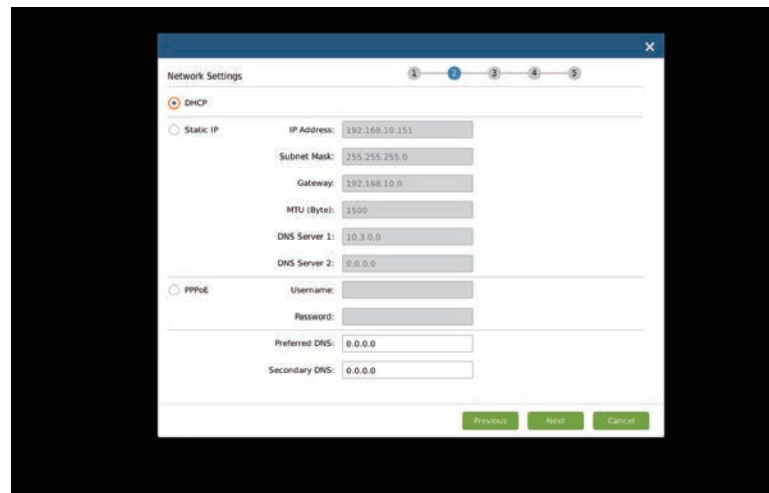 Network Settings 1 2 3 4 5
DHCP
Static IP IP Address: 192.168.10.151
Subnet Mask: 255.255.255.0
Gateway: 192.168.10.0
MTU (Byte): 1500
DNS Server 1: 10.3.0.0
DNS Server 2: 0.0.0.0
PPPoE Username:
Password:
Preferred DNS: 0.0.0.0
Secondary DNS: 0.0.0.0
Previous Next Cancel